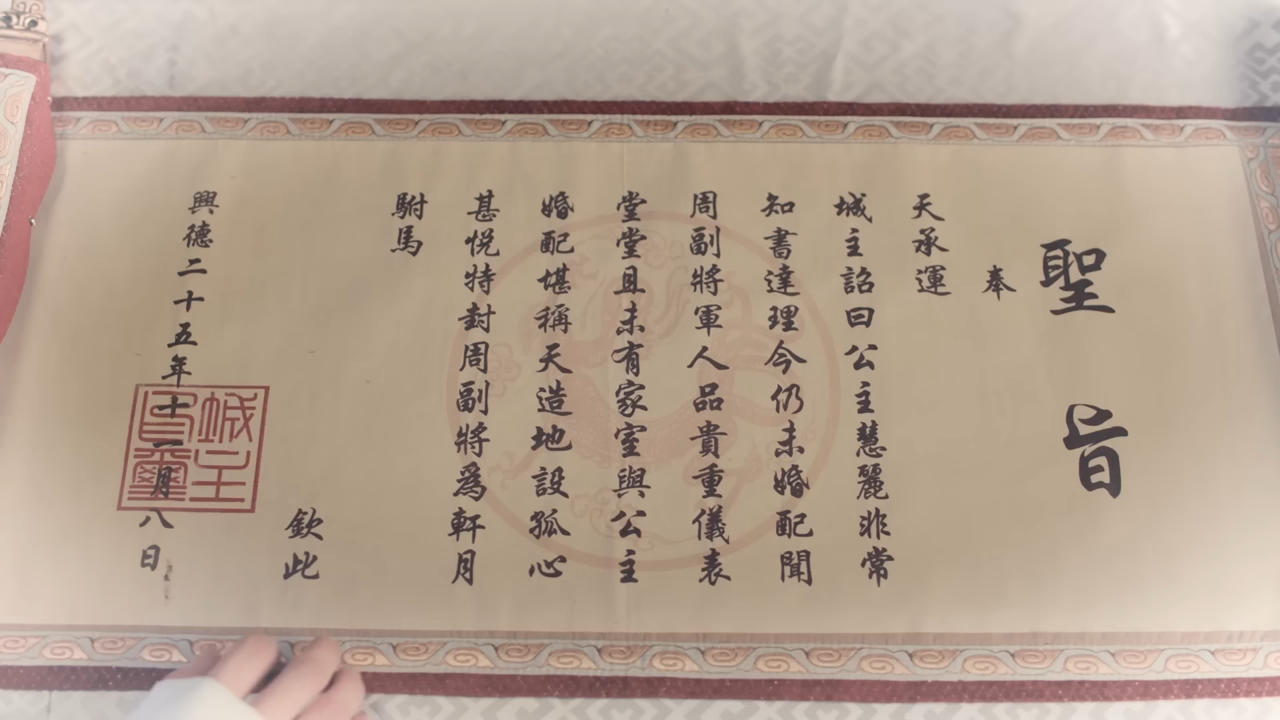 聖旨
奉
天承運
城主詔曰公主慧麗非常
知書達理今仍未婚配聞
周副將軍人品貴重儀表
堂堂且未有家室與公主
婚配堪稱天造地設孤心
甚悅特封周副將為軒月
駙馬
欽此
興德二十五年十二月八日
城主